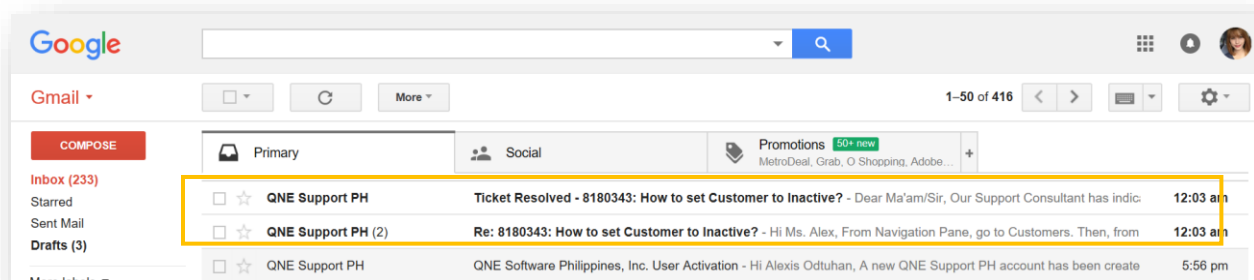 Google
Gmail
More
1–50 of 416
COMPOSE
Primary
Social
Promotions 50+ new
MetroDeal, Grab, O Shopping, Adobe...
+
Inbox (233)
Starred
Sent Mail
Drafts (3)
QNE Support PH Ticket Resolved - 8180343: How to set Customer to Inactive? - Dear Ma'am/Sir, Our Support Consultant has indic 12:03 am
QNE Support PH (2) Re: 8180343: How to set Customer to Inactive? - Hi Ms. Alex, From Navigation Pane, go to Customers. Then, from 12:03 am
QNE Support PH QNE Software Philippines, Inc. User Activation - Hi Alexis Odtuhan, A new QNE Support PH account has been create 5:56 pm